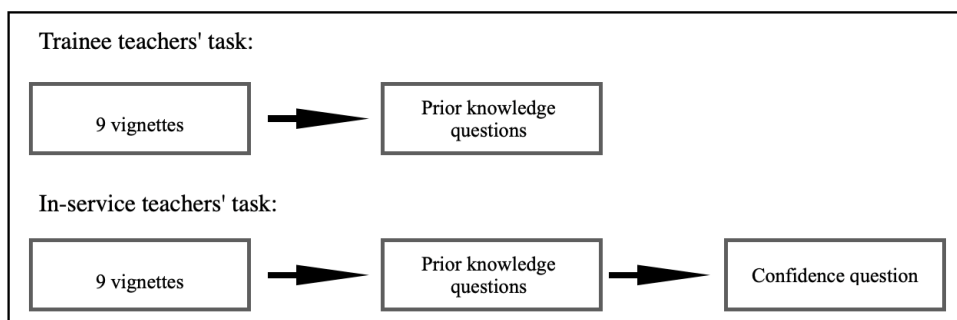 Trainee teachers' task:
9 vignettes
Prior knowledge
questions
In-service teachers' task:
9 vignettes
Prior knowledge
questions
Confidence question